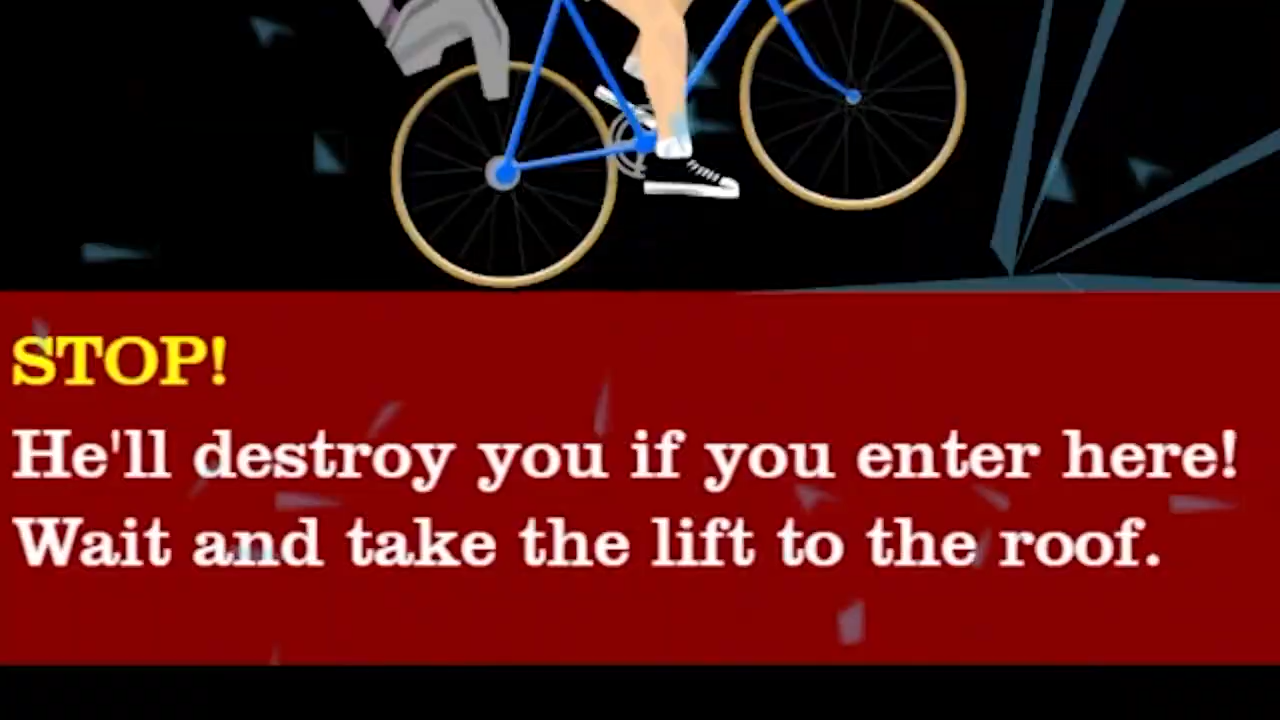 STOP!
He'll destroy you if you enter here!
Wait and take the lift to the roof.